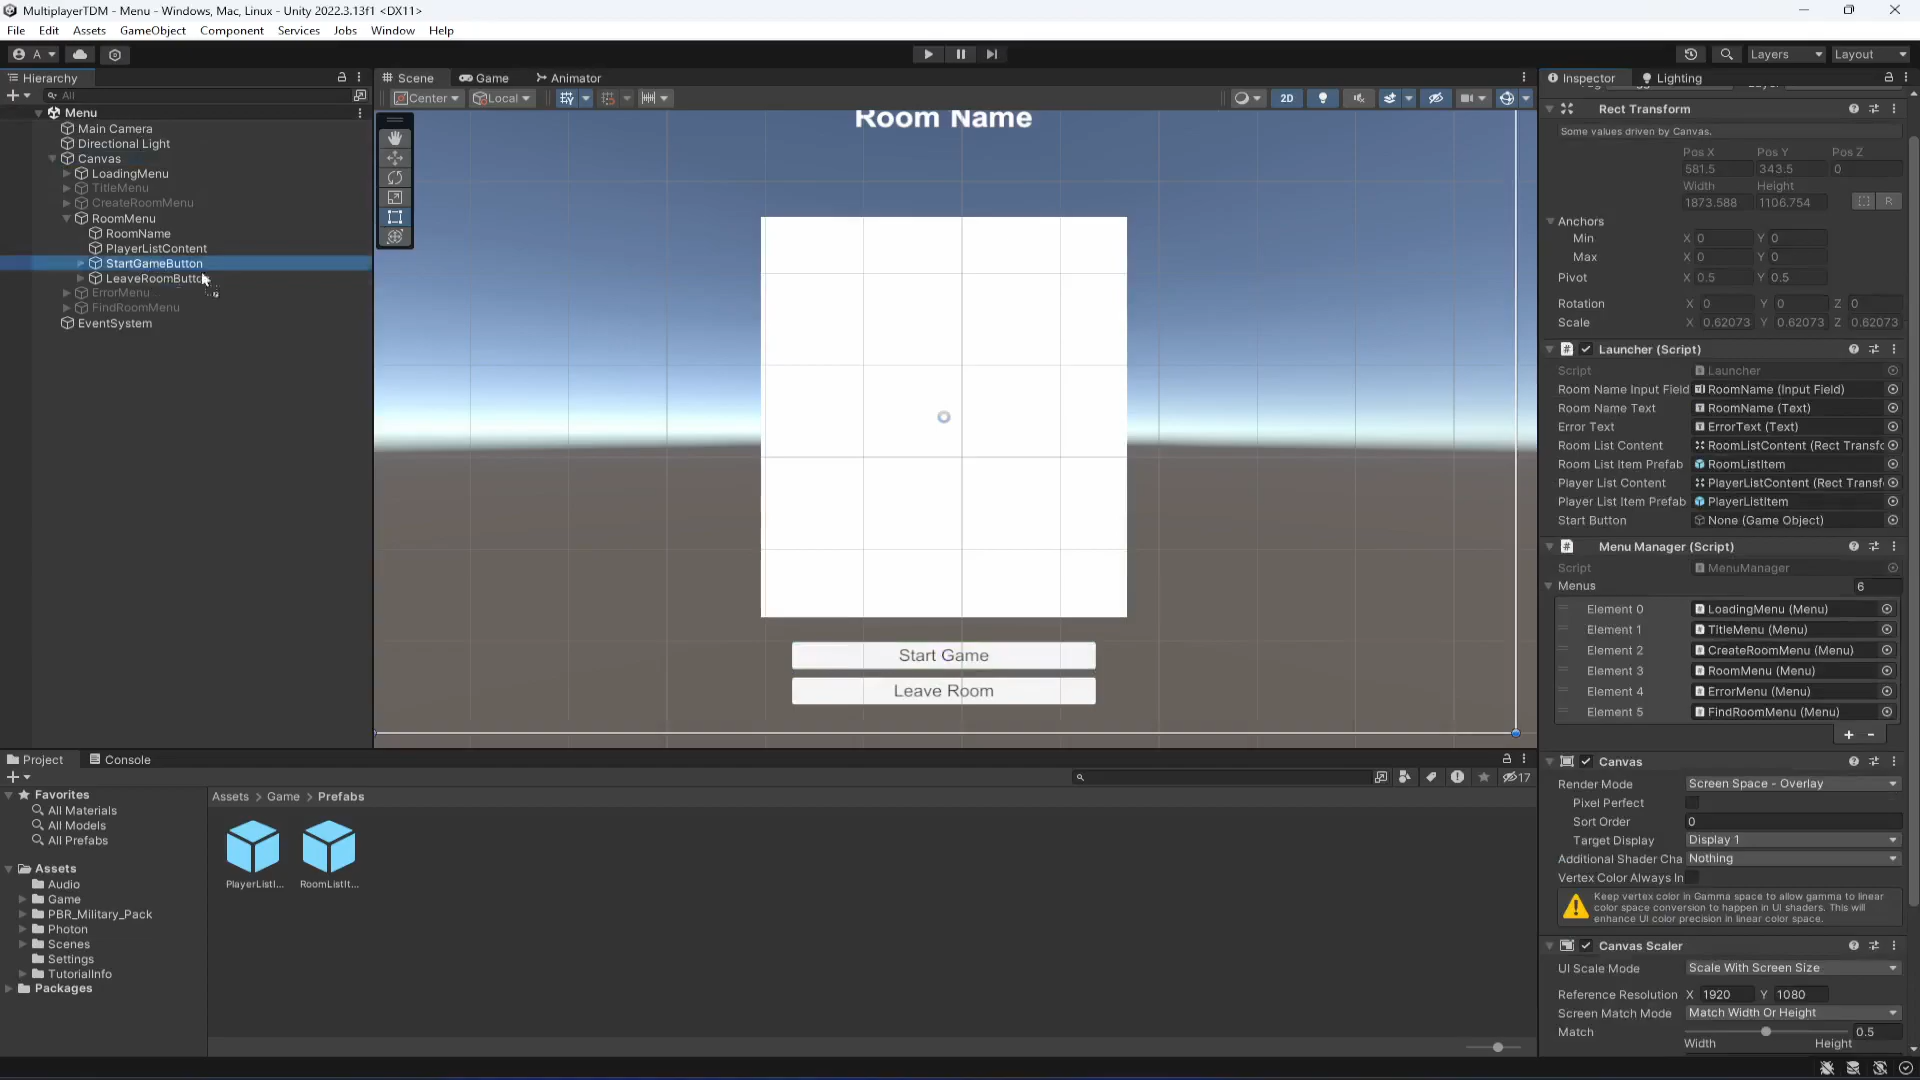 MultiplayerTDM - Menu - Windows, Mac, Linux - Unity 2022.3.13f1 <DX11>
File Edit Assets GameObject Component Services Jobs Window Help
A
Layers Layout
Hierarchy
All
Menu
Main Camera
Directional Light
Canvas
LoadingMenu
TitleMenu
CreateRoomMenu
RoomMenu
RoomName
PlayerListContent
StartGameButton
LeaveRoomButto
ErrorMenu
FindRoomMenu
EventSystem
Scene Game Animator
Center Local 2D
Room Name
Start Game
Leave Room
Inspector Lighting
Rect Transform
Some values driven by Canvas.
Pos X Pos Y Pos Z
581.5 343.5 0
Width Height
1873.588 1106.754 R
Anchors
Min X 0 Y 0
Max X 0 Y 0
Pivot X 0.5 Y 0.5
Rotation X 0 Y 0 Z 0
Scale X 0.62073 Y 0.62073 Z 0.62073
Launcher (Script)
Script Launcher
Room Name Input Field RoomName (Input Field)
Room Name Text RoomName (Text)
Error Text ErrorText (Text)
Room List Content RoomListContent (Rect Transfc
Room List Item Prefab RoomListItem
Player List Content PlayerListContent (Rect Transf
Player List Item Prefab PlayerListItem
Start Button None (Game Object)
Menu Manager (Script)
Script MenuManager
Menus 6
Element 0 LoadingMenu (Menu)
Element 1 TitleMenu (Menu)
Element 2 CreateRoomMenu (Menu)
Element 3 RoomMenu (Menu)
Element 4 ErrorMenu (Menu)
Element 5 FindRoomMenu (Menu)
+ -
Canvas
Render Mode Screen Space - Overlay
Pixel Perfect
Sort Order 0
Target Display Display 1
Additional Shader Cha Nothing
Vertex Color Always In
Keep vertex color in Gamma space to allow gamma to linear
color space conversion to happen in UI shaders. This will
enhance UI color precision in linear color space.
Canvas Scaler
UI Scale Mode Scale With Screen Size
Reference Resolution X 1920 Y 1080
Screen Match Mode Match Width Or Height
Match 0.5
Width Height
Project Console
17
Favorites
All Materials
All Models
All Prefabs
Assets
Audio
Game
PBR_Military_Pack
Photon
Scenes
Settings
TutorialInfo
Packages
Assets > Game > Prefabs
PlayerListI... RoomListIt...